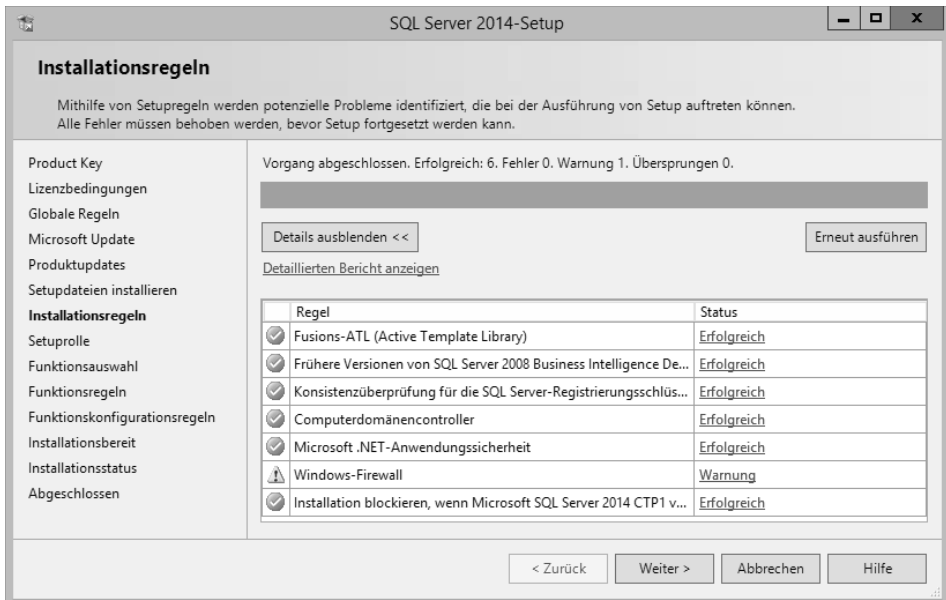 SQL Server 2014-Setup
Installationsregeln
Mithilfe von Setupregeln werden potenzielle Probleme identifiziert, die bei der Ausführung von Setup auftreten können.
Alle Fehler müssen behoben werden, bevor Setup fortgesetzt werden kann.
Product Key
Lizenzbedingungen
Globale Regeln
Microsoft Update
Produktupdates
Setupdateien installieren
Installationsregeln
Setuprolle
Funktionsauswahl
Funktionsregeln
Funktionskonfigurationsregeln
Installationsbereit
Installationsstatus
Abgeschlossen
Vorgang abgeschlossen. Erfolgreich: 6. Fehler 0. Warnung 1. Übersprungen 0.
Details ausblenden << Erneut ausführen
Detaillierten Bericht anzeigen
Regel Status
Fusions-ATL (Active Template Library) Erfolgreich
Frühere Versionen von SQL Server 2008 Business Intelligence De... Erfolgreich
Konsistenzüberprüfung für die SQL Server-Registrierungsschlüs... Erfolgreich
Computerdomänencontroller Erfolgreich
Microsoft .NET-Anwendungssicherheit Erfolgreich
Windows-Firewall Warnung
Installation blockieren, wenn Microsoft SQL Server 2014 CTP1 v... Erfolgreich
< Zurück Weiter > Abbrechen Hilfe